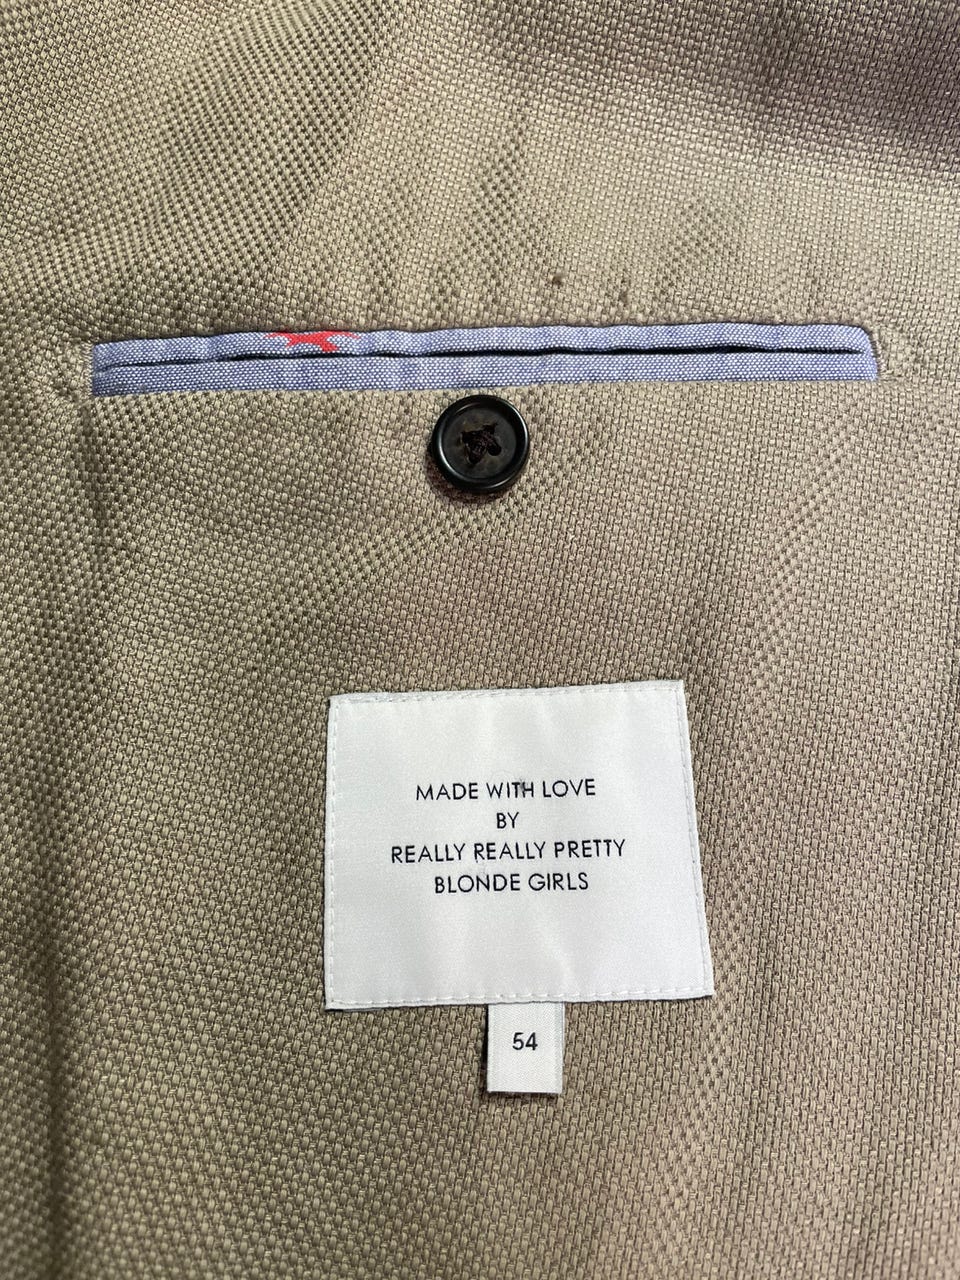 MADE WITH LOVE
BY
REALLY REALLY PRETTY
BLONDE GIRLS
54